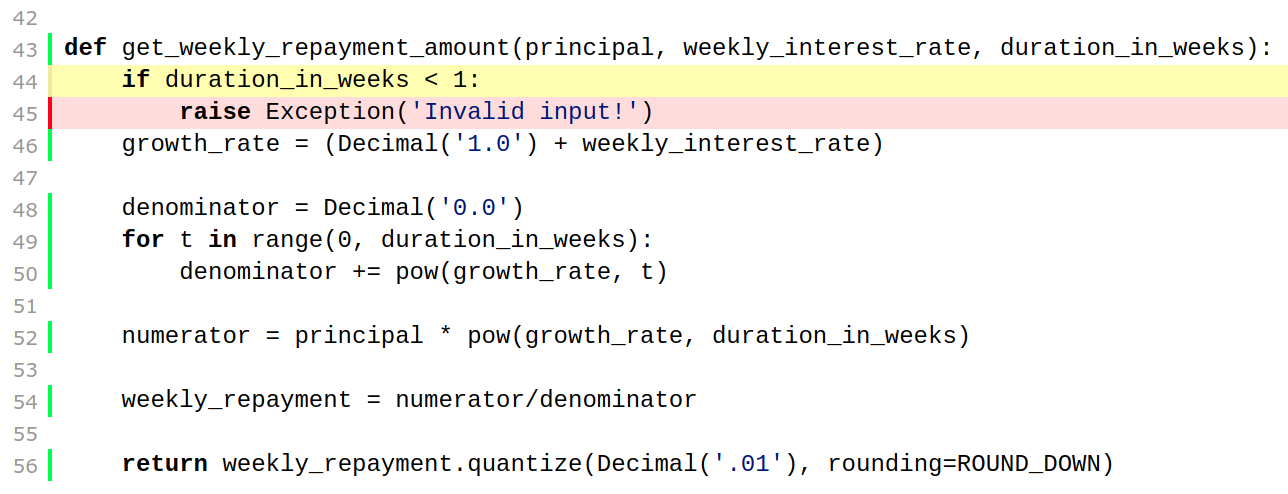 42
43 def get_weekly_repayment_amount(principal, weekly_interest_rate, duration_in_weeks):
44     if duration_in_weeks < 1:
45         raise Exception('Invalid input!')
46     growth_rate = (Decimal('1.0') + weekly_interest_rate)
47
48     denominator = Decimal('0.0')
49     for t in range(0, duration_in_weeks):
50         denominator += pow(growth_rate, t)
51
52     numerator = principal * pow(growth_rate, duration_in_weeks)
53
54     weekly_repayment = numerator/denominator
55
56     return weekly_repayment.quantize(Decimal('.01'), rounding=ROUND_DOWN)